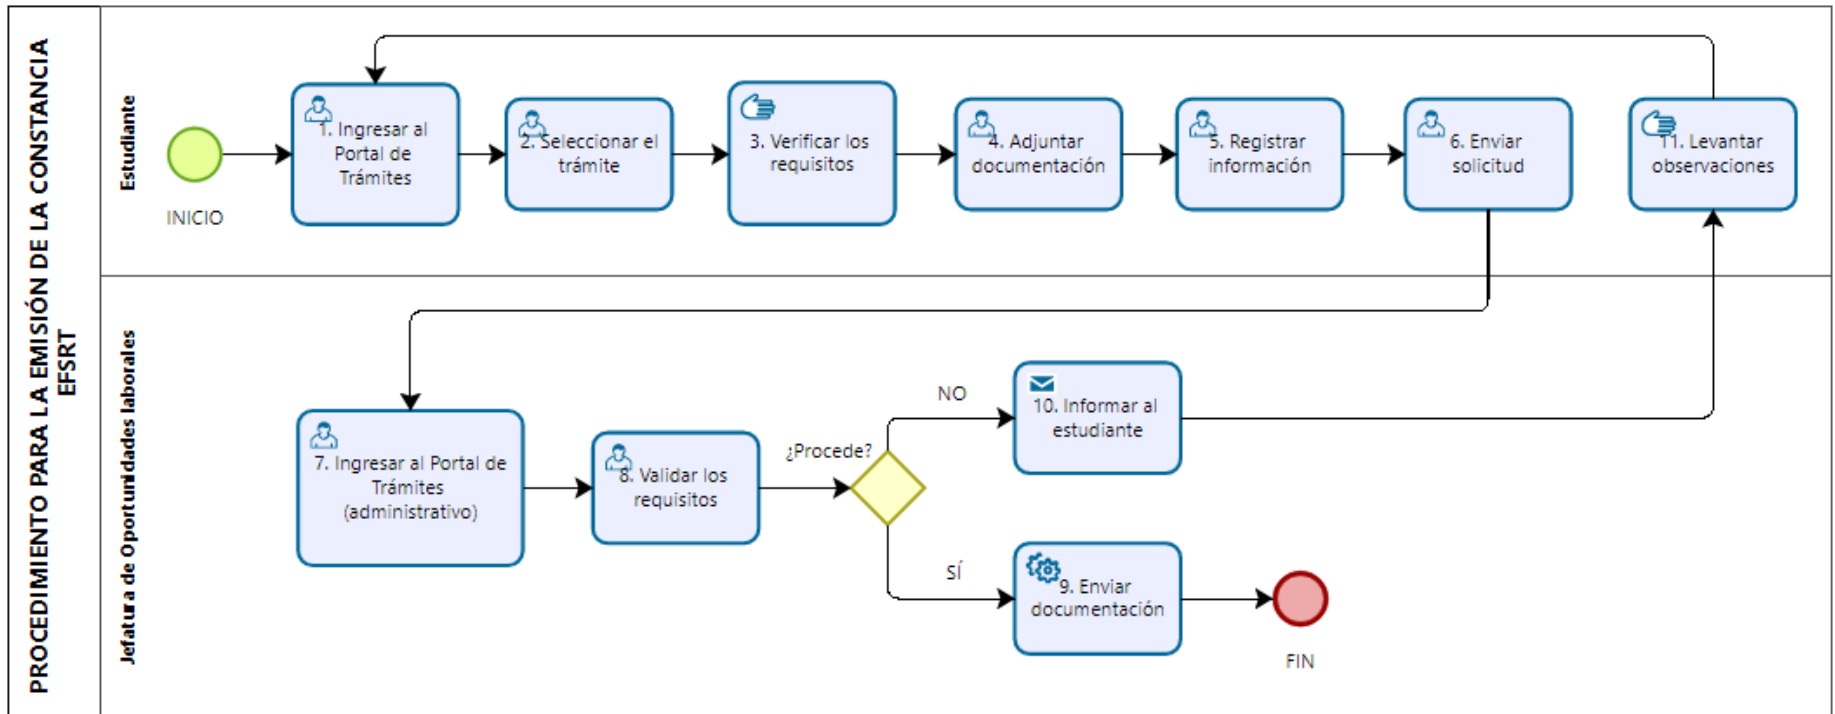 PROCEDIMIENTO PARA LA EMISIÓN DE LA CONSTANCIA
EFSRT
Estudiante
INICIO
1. Ingresar al
Portal de
Trámites
2. Seleccionar el
trámite
3. Verificar los
requisitos
4. Adjuntar
documentación
5. Registrar
información
6. Enviar
solicitud
11. Levantar
observaciones
Jefatura de Oportunidades laborales
7. Ingresar al Portal de
Trámites
(administrativo)
8. Validar los
requisitos
¿Procede?
NO
10. Informar al
estudiante
SÍ
9. Enviar
documentación
FIN